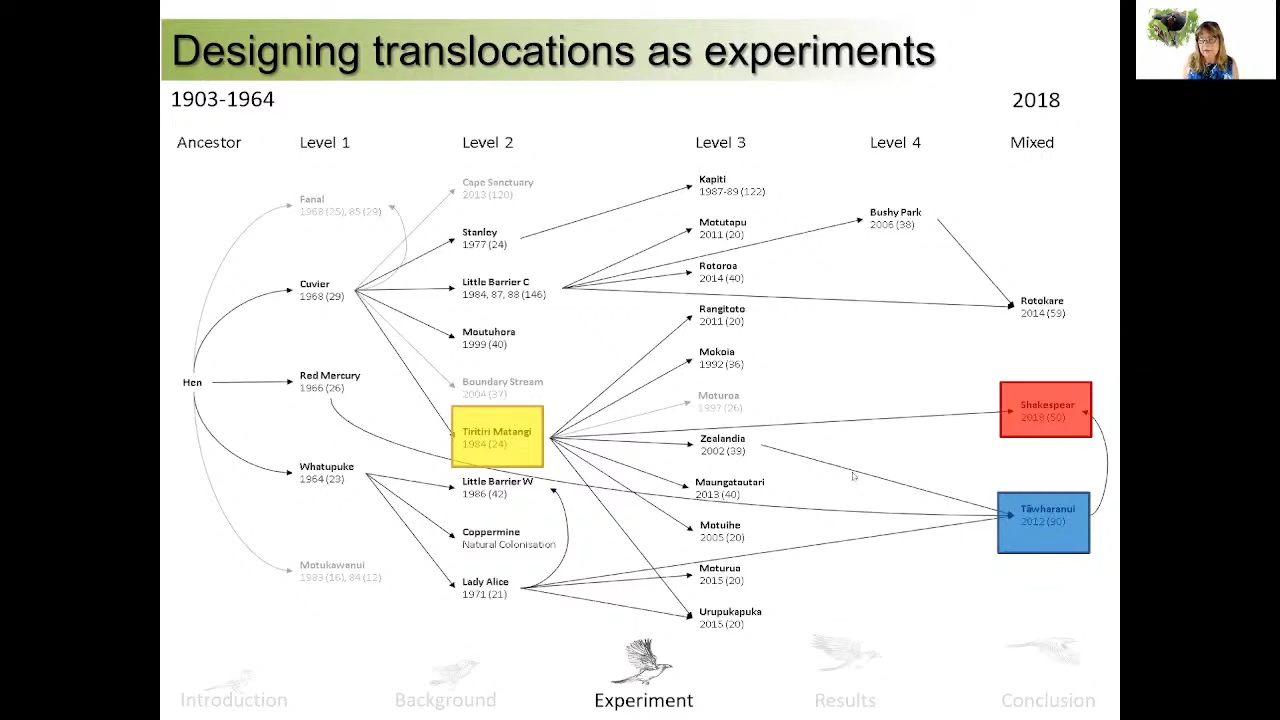 Designing translocations as experiments
1903-1964
2018
Ancestor
Level 1
Level 2
Level 3
Level 4
Mixed
Hen
Fanal
1968 (25), 85 (29)
Cuvier
1968 (29)
Red Mercury
1966 (26)
Whatupuke
1964 (23)
Motukawanui
1983 (16), 84 (12)
Cape Sanctuary
2013 (120)
Stanley
1977 (24)
Little Barrier C
1984, 87, 88 (146)
Moutuhora
1999 (40)
Boundary Stream
2004 (37)
Tiritiri Matangi
1984 (24)
Little Barrier W
1986 (42)
Coppermine
Natural Colonisation
Lady Alice
1971 (21)
Kapiti
1987-89 (122)
Motutapu
2011 (20)
Rotoroa
2014 (40)
Rangitoto
2011 (20)
Mokoia
1992 (36)
Moturoa
1997 (26)
Zealandia
2002 (39)
Maungatautari
2013 (40)
Motuihe
2005 (20)
Moturua
2015 (20)
Urupukapuka
2015 (20)
Bushy Park
2006 (38)
Rotokare
2014 (59)
Shakespear
2018 (50)
Tāwharanui
2012 (90)
Introduction
Background
Experiment
Results
Conclusion